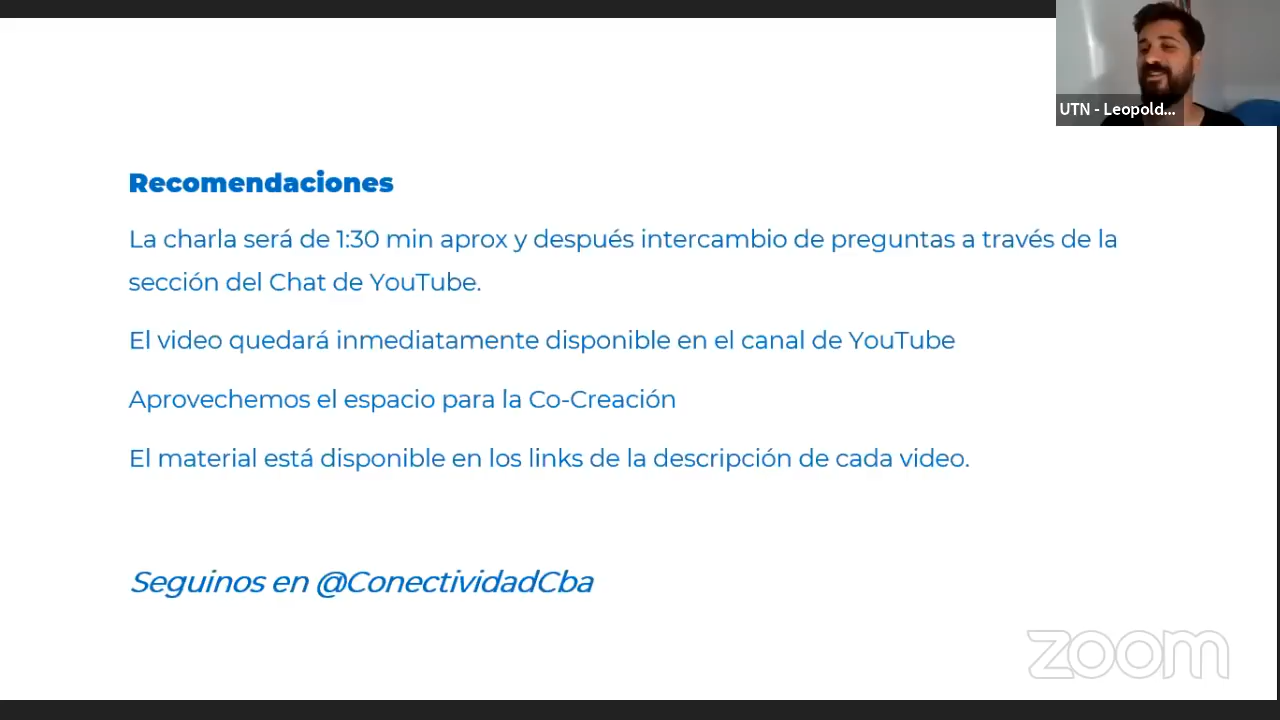 UTN - Leopold...
Recomendaciones
La charla será de 1:30 min aprox y después intercambio de preguntas a través de la
sección del Chat de YouTube.
El video quedará inmediatamente disponible en el canal de YouTube
Aprovechemos el espacio para la Co-Creación
El material está disponible en los links de la descripción de cada video.
Seguinos en @ConectividadCba
zoom